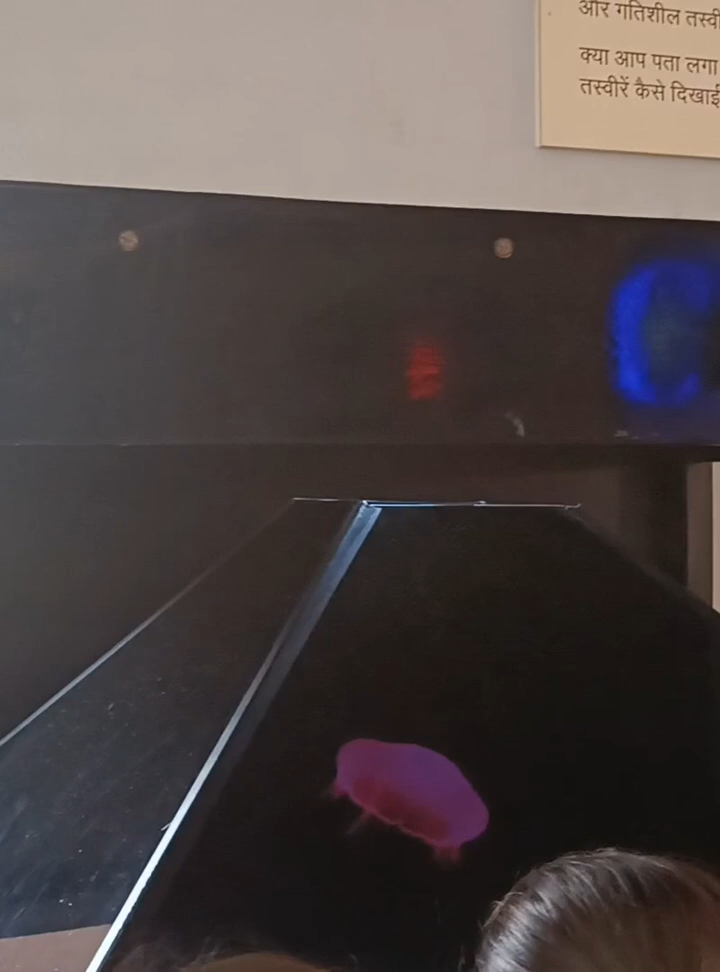 और गतिशील तस्वी
क्या आप पता लगा
तस्वीरें कैसे दिखाई